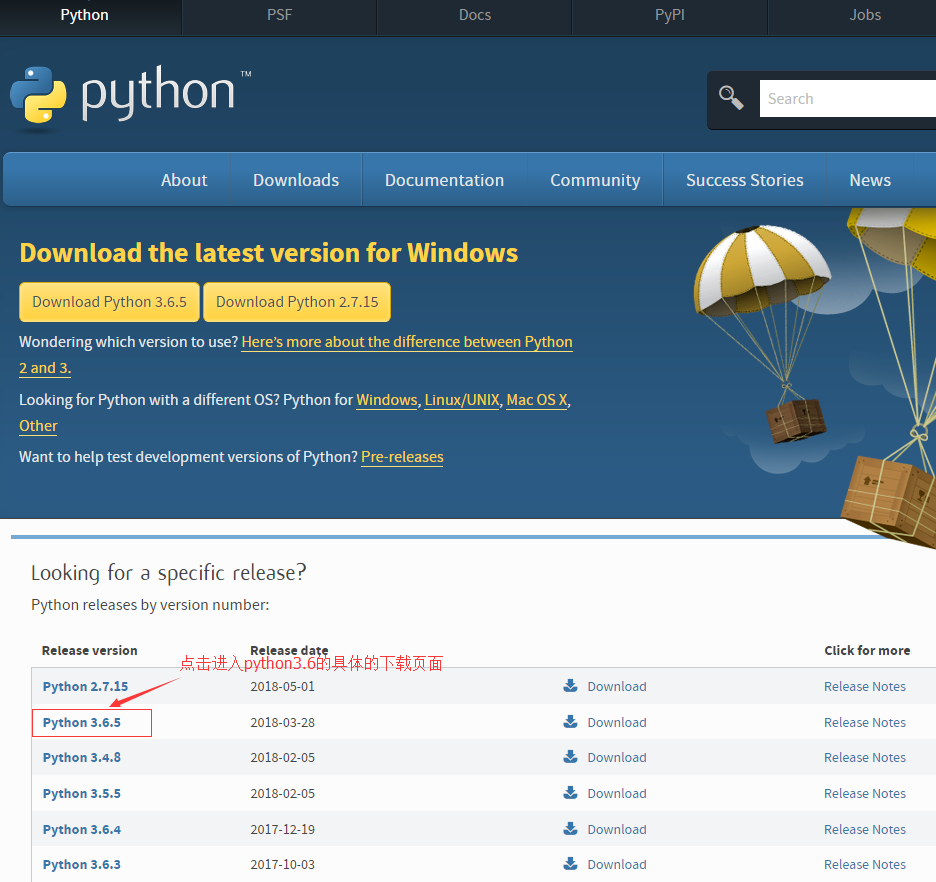 Python PSF Docs PyPI Jobs
python™
Search
About Downloads Documentation Community Success Stories News
Download the latest version for Windows
Download Python 3.6.5 Download Python 2.7.15
Wondering which version to use? Here's more about the difference between Python
2 and 3.
Looking for Python with a different OS? Python for Windows, Linux/UNIX, Mac OS X,
Other
Want to help test development versions of Python? Pre-releases
Looking for a specific release?
Python releases by version number:
Release version Release date Click for more
点击进入python3.6的具体的下载页面
Python 2.7.15 2018-05-01 Download Release Notes
Python 3.6.5 2018-03-28 Download Release Notes
Python 3.4.8 2018-02-05 Download Release Notes
Python 3.5.5 2018-02-05 Download Release Notes
Python 3.6.4 2017-12-19 Download Release Notes
Python 3.6.3 2017-10-03 Download Release Notes